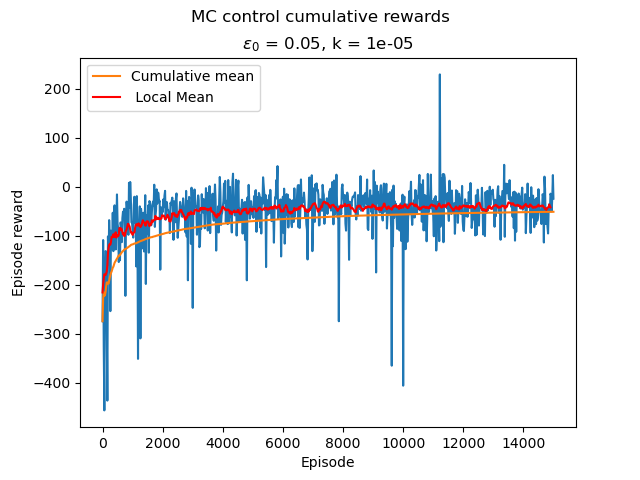 MC control cumulative rewards
ε₀ = 0.05, k = 1e-05
Cumulative mean
Local Mean
Episode reward
200
100
0
−100
−200
−300
−400
0
2000
4000
6000
8000
10000
12000
14000
Episode